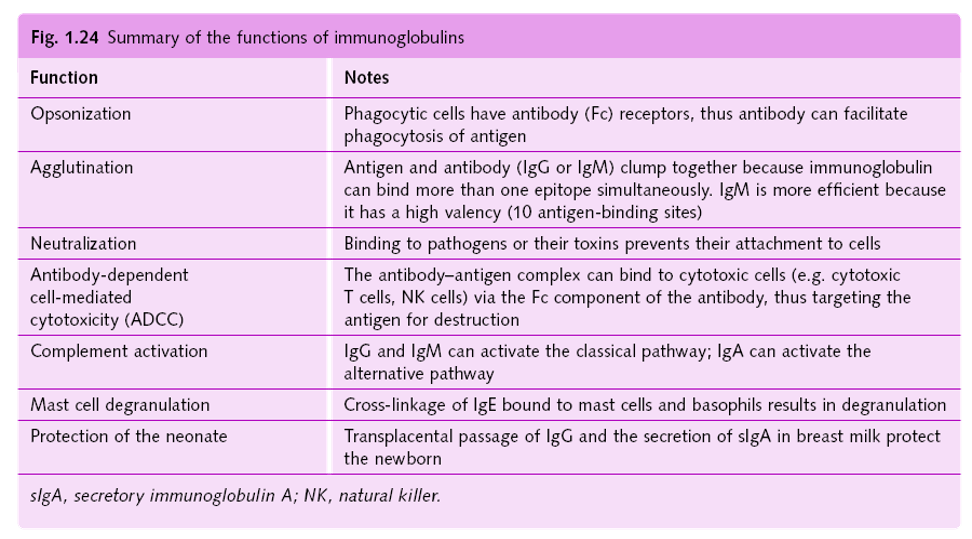 Fig. 1.24 Summary of the functions of immunoglobulins
Function Notes
Opsonization Phagocytic cells have antibody (Fc) receptors, thus antibody can facilitate
phagocytosis of antigen
Agglutination Antigen and antibody (IgG or IgM) clump together because immunoglobulin
can bind more than one epitope simultaneously. IgM is more efficient because
it has a high valency (10 antigen-binding sites)
Neutralization Binding to pathogens or their toxins prevents their attachment to cells
Antibody-dependent The antibody–antigen complex can bind to cytotoxic cells (e.g. cytotoxic
cell-mediated T cells, NK cells) via the Fc component of the antibody, thus targeting the
cytotoxicity (ADCC) antigen for destruction
Complement activation IgG and IgM can activate the classical pathway; IgA can activate the
alternative pathway
Mast cell degranulation Cross-linkage of IgE bound to mast cells and basophils results in degranulation
Protection of the neonate Transplacental passage of IgG and the secretion of sIgA in breast milk protect
the newborn
sIgA, secretory immunoglobulin A; NK, natural killer.